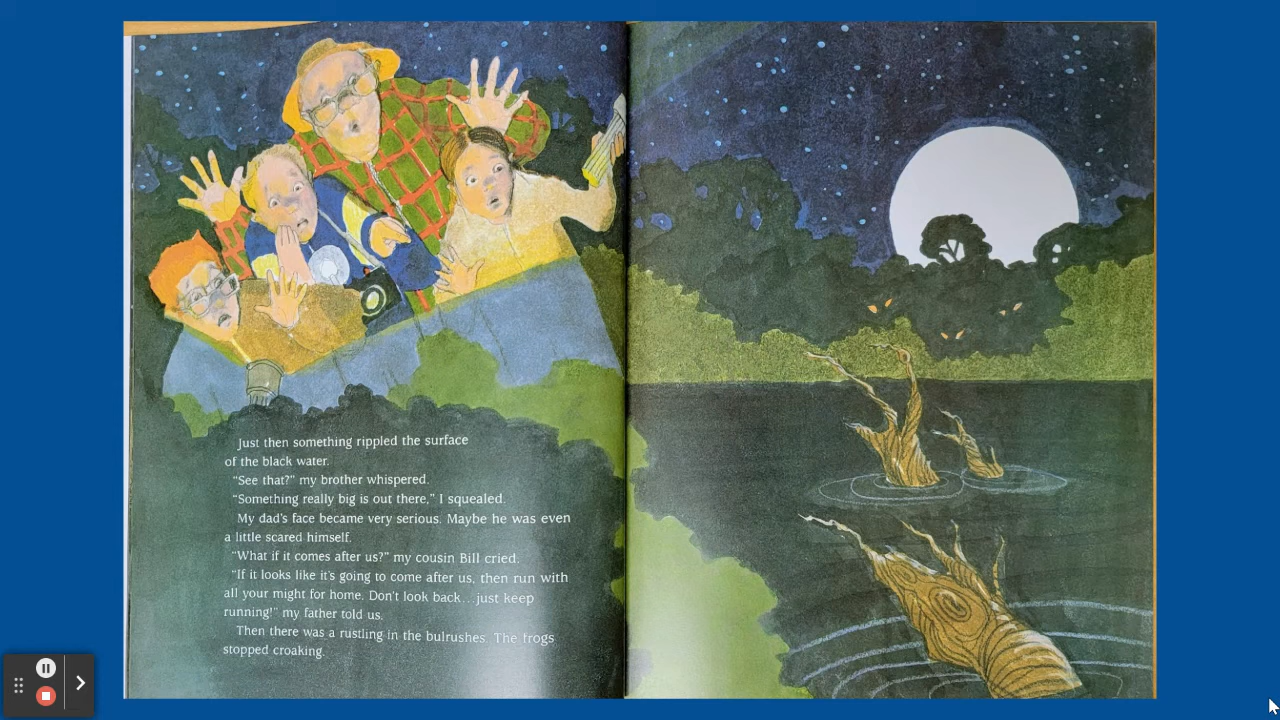 Just then something rippled the surface
of the black water.
"See that?" my brother whispered.
"Something really big is out there," I squealed.
My dad's face became very serious. Maybe he was even
a little scared himself.
"What if it comes after us?" my cousin Bill cried.
"If it looks like it's going to come after us, then run with
all your might for home. Don't look back...just keep
running!" my father told us.
Then there was a rustling in the bulrushes. The frogs
stopped croaking.